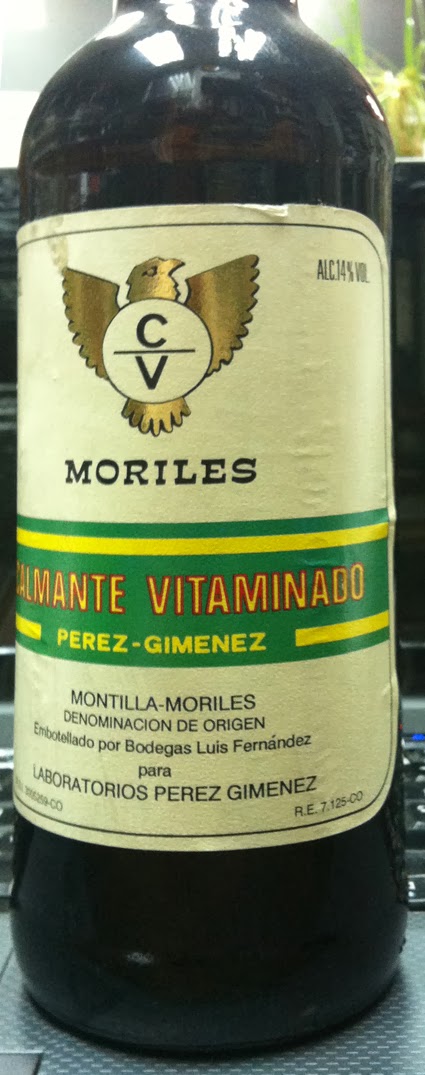 ALC.14% VOL.
C
V
MORILES
CALMANTE VITAMINADO
PEREZ-GIMENEZ
MONTILLA-MORILES
DENOMINACION DE ORIGEN
Embotellado por Bodegas Luis Fernández
para
LABORATORIOS PEREZ GIMENEZ
R.E. 7.125-CO